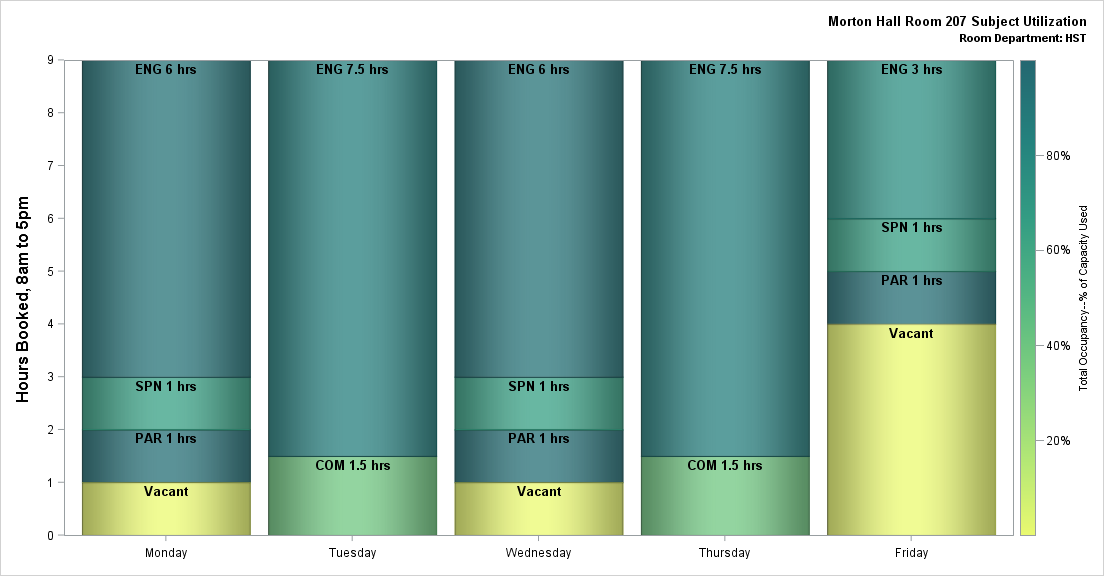 Morton Hall Room 207 Subject Utilization
Room Department: HST
Hours Booked, 8am to 5pm
9
8
7
6
5
4
3
2
1
0
ENG 6 hrs
SPN 1 hrs
PAR 1 hrs
Vacant
ENG 7.5 hrs
COM 1.5 hrs
ENG 6 hrs
SPN 1 hrs
PAR 1 hrs
Vacant
ENG 7.5 hrs
COM 1.5 hrs
ENG 3 hrs
SPN 1 hrs
PAR 1 hrs
Vacant
Monday
Tuesday
Wednesday
Thursday
Friday
80%
60%
40%
20%
Total Occupancy--% of Capacity Used